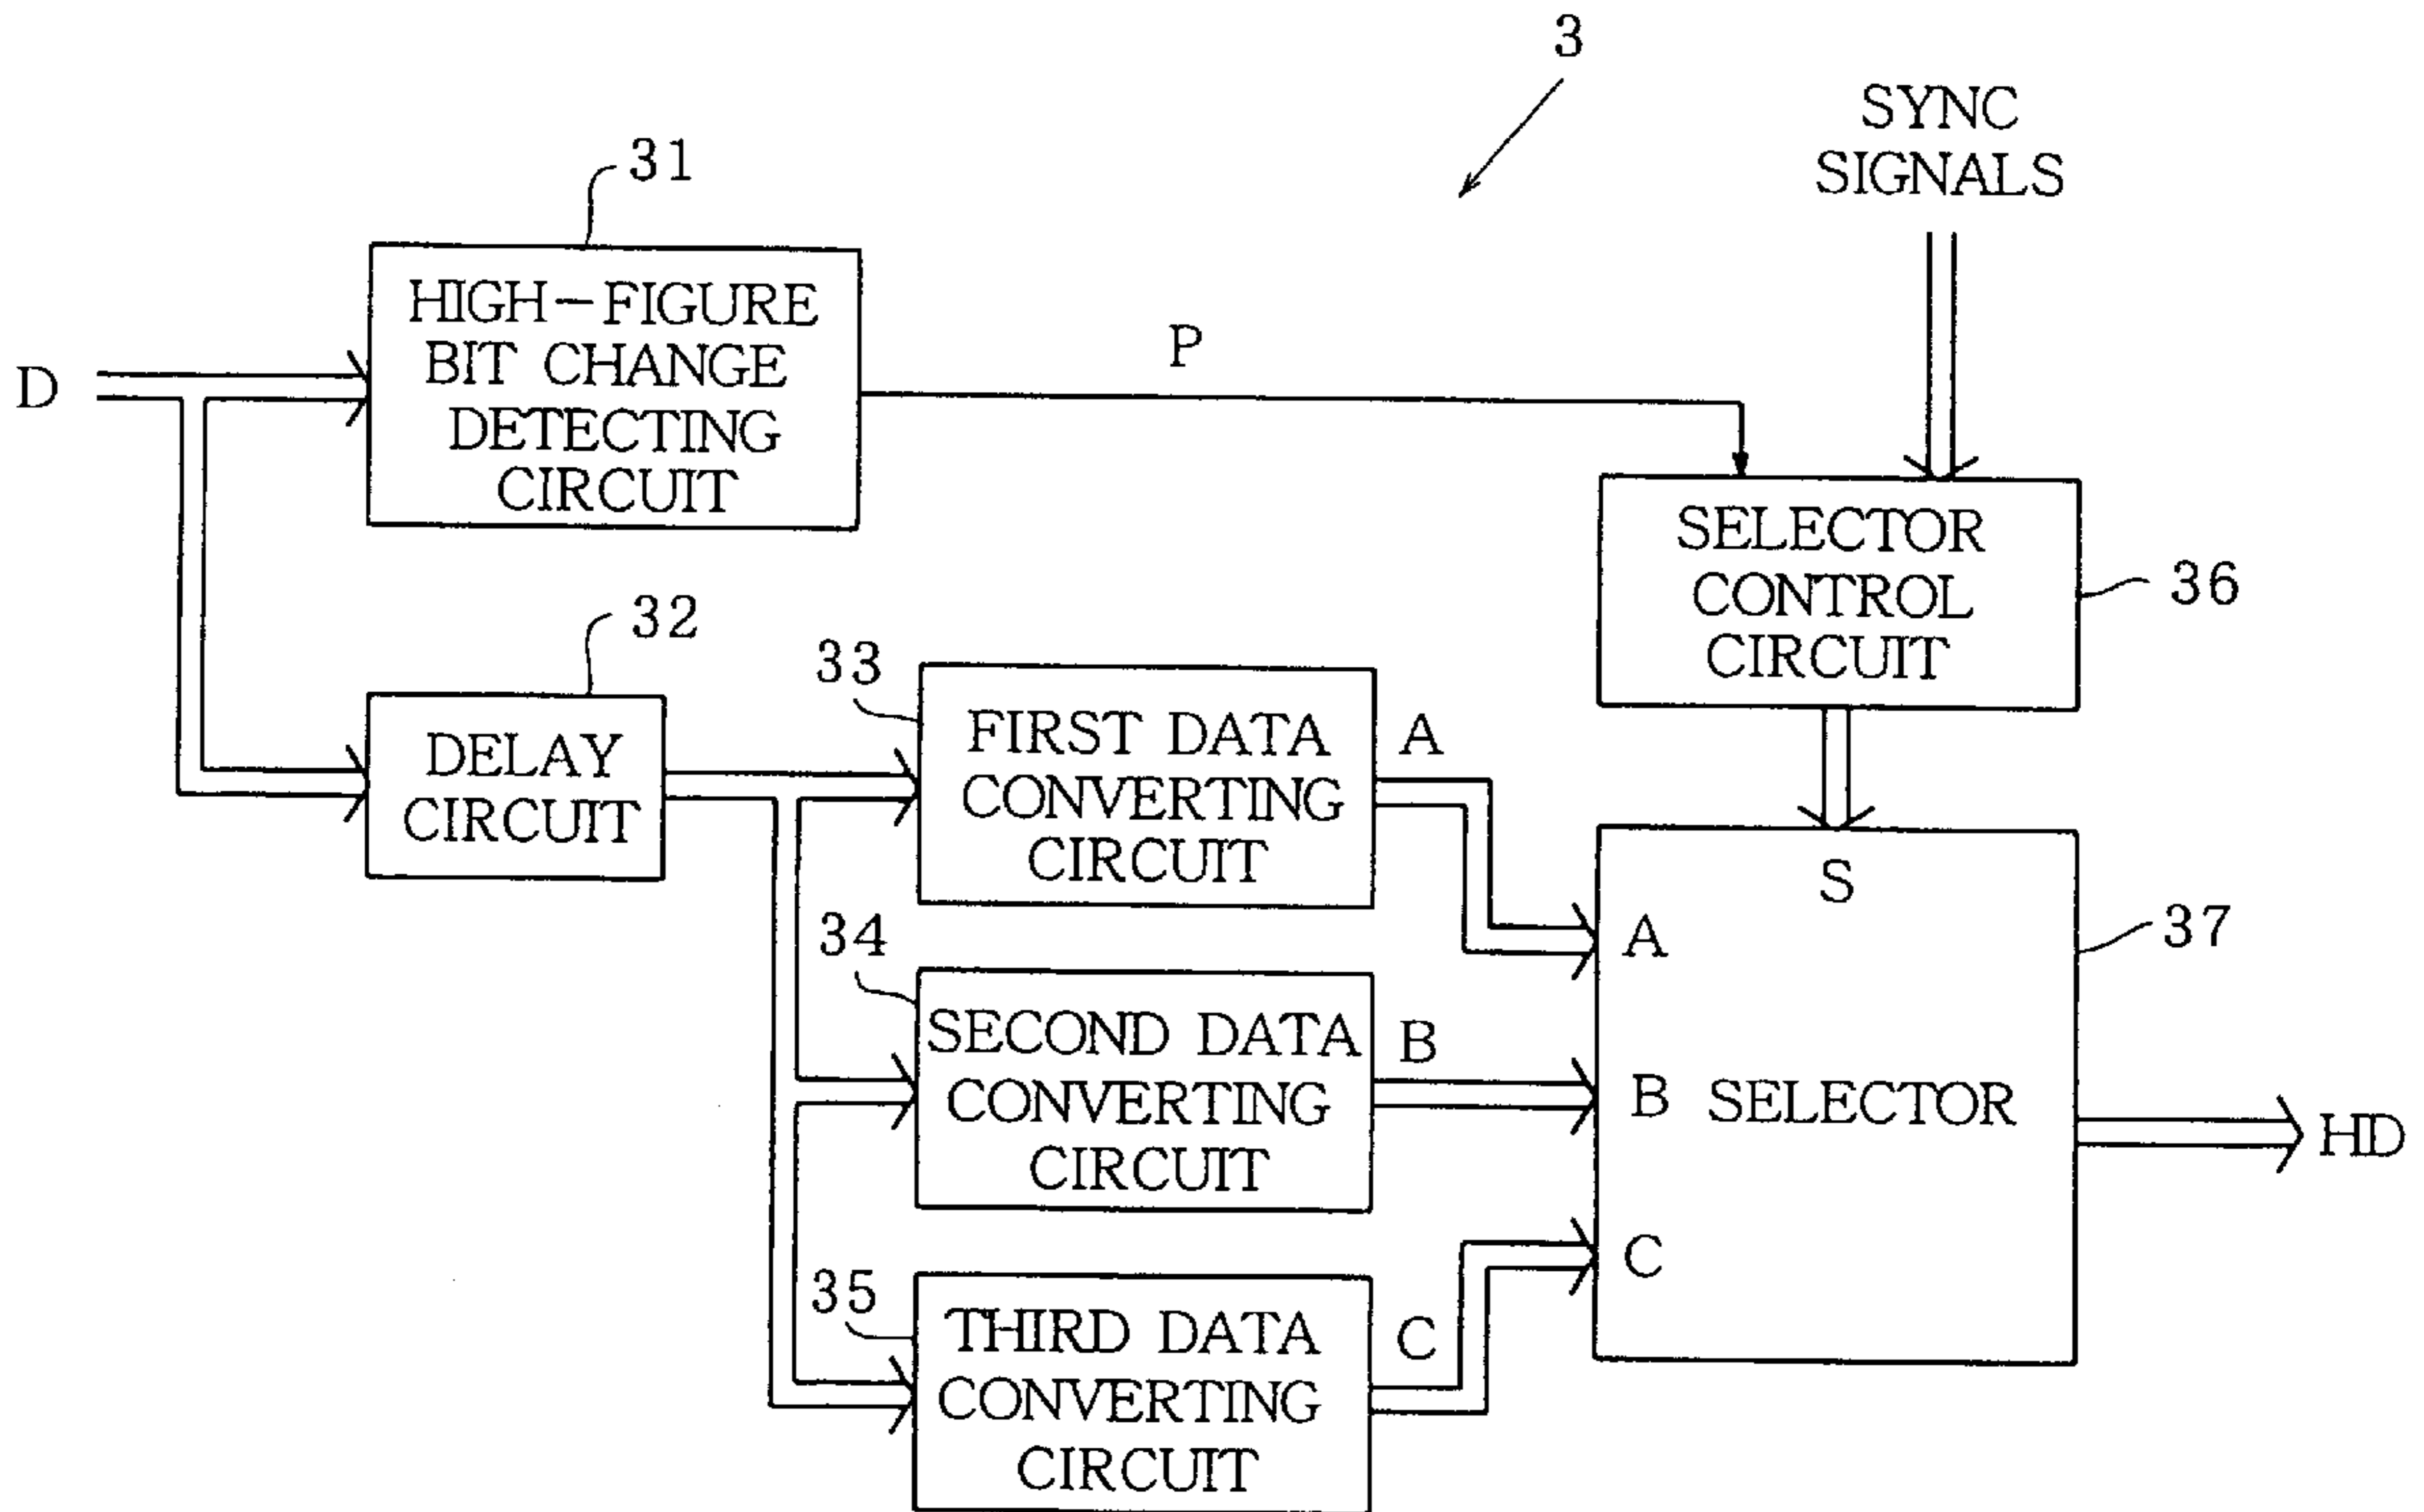 3
SYNC
SIGNALS
31
HIGH-FIGURE
BIT CHANGE
DETECTING
CIRCUIT
P
D
SELECTOR
CONTROL
CIRCUIT
36
32
DELAY
CIRCUIT
33
FIRST DATA
CONVERTING
CIRCUIT
A
S
A
37
34
SECOND DATA
CONVERTING
CIRCUIT
B
B SELECTOR
HD
C
35
THIRD DATA
CONVERTING
CIRCUIT
C